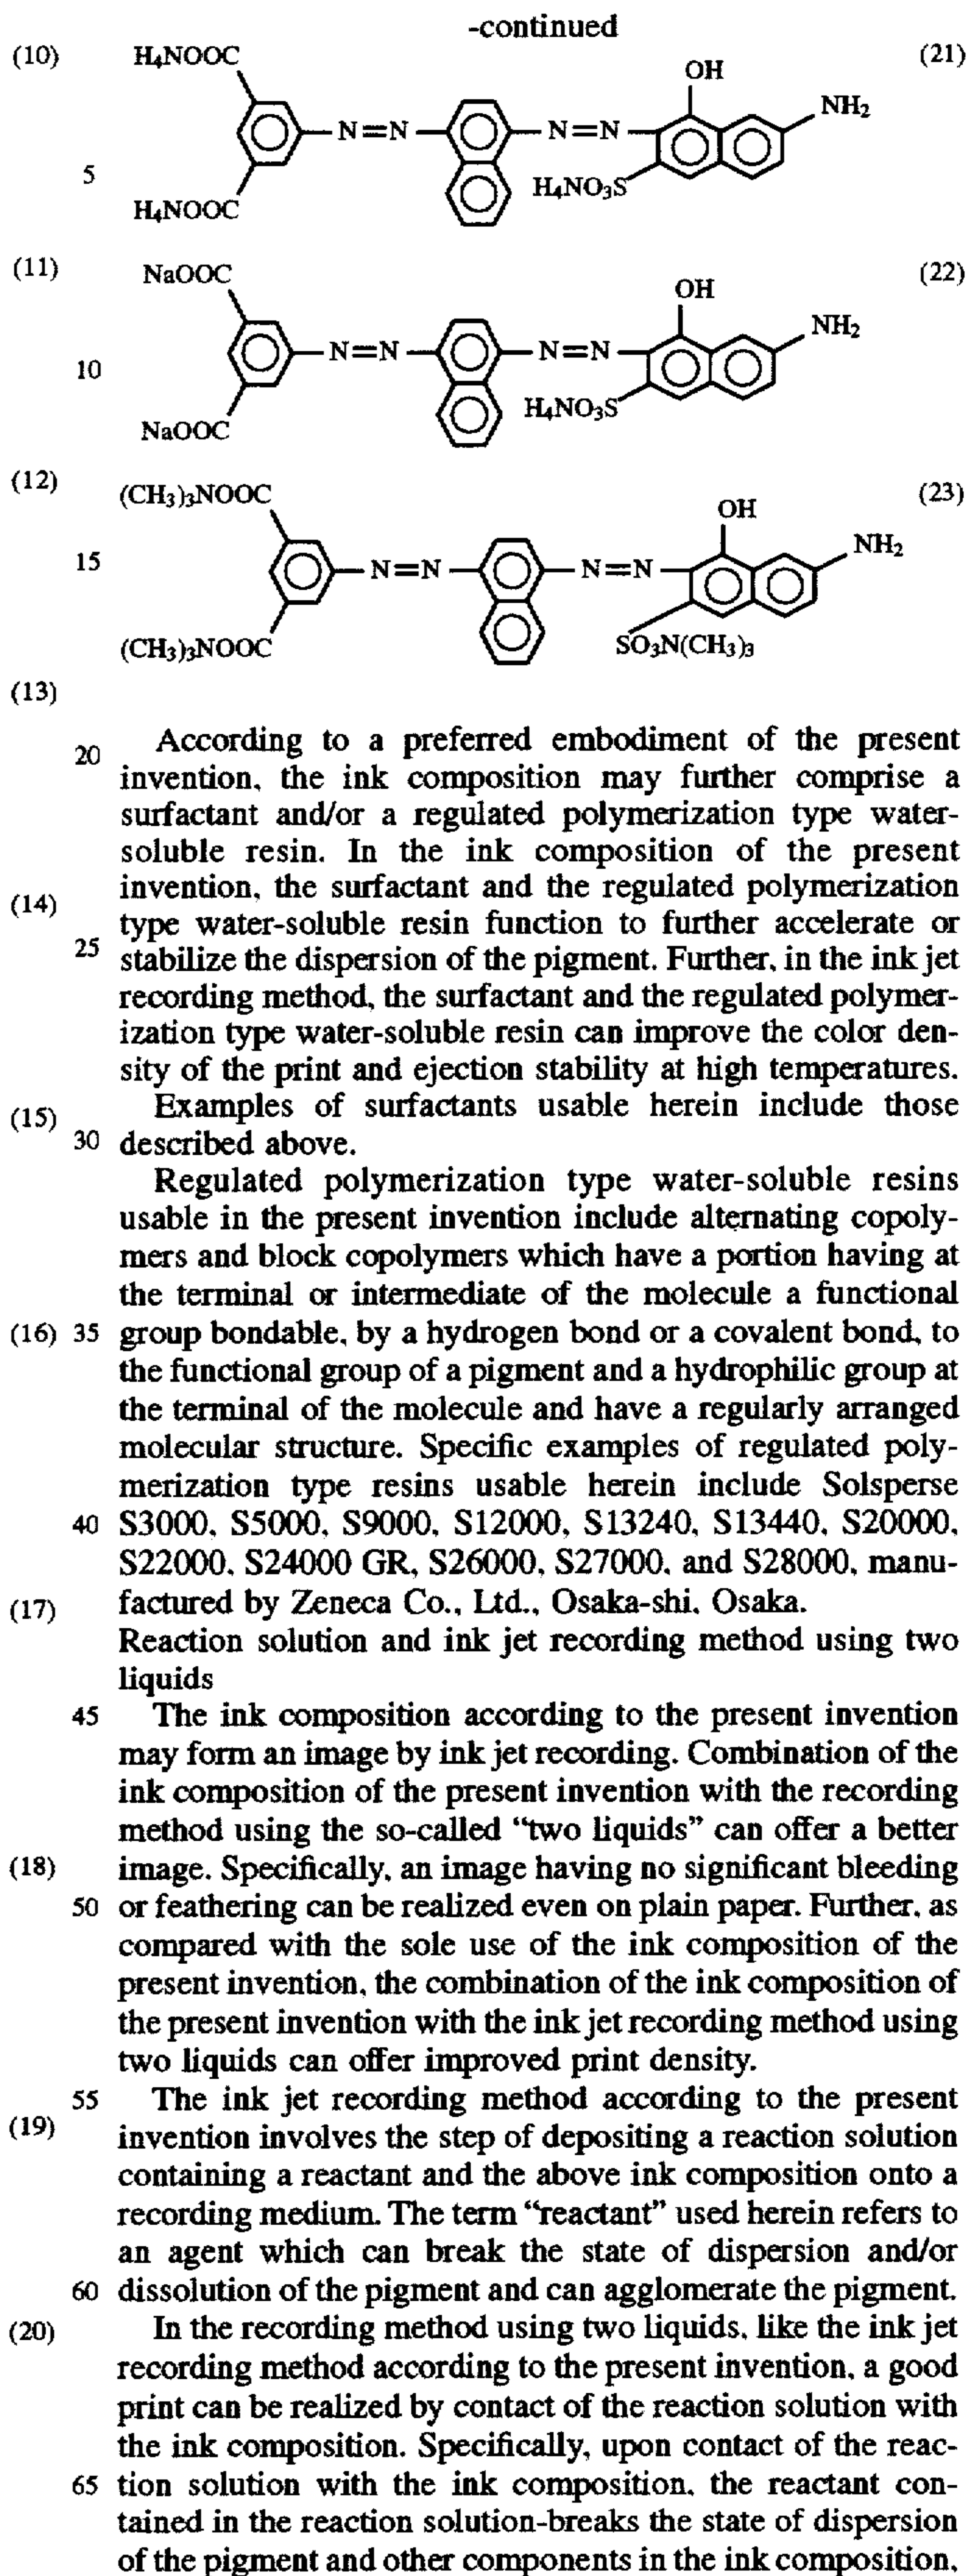 -continued
(10) H₄NOOC OH (21)
NH₂
N=N N=N
5
H₄NO₃S
H₄NOOC
(11) NaOOC (22)
OH
NH₂
N=N N=N
10
H₄NO₃S
NaOOC
(12) (CH₃)₃NOOC (23)
OH
NH₂
15 N=N N=N
(CH₃)₃NOOC SO₃N(CH₃)₃
(13)
20 According to a preferred embodiment of the present
invention, the ink composition may further comprise a
surfactant and/or a regulated polymerization type water-
soluble resin. In the ink composition of the present
(14) invention, the surfactant and the regulated polymerization
type water-soluble resin function to further accelerate or
25 stabilize the dispersion of the pigment. Further, in the ink jet
recording method, the surfactant and the regulated polymer-
ization type water-soluble resin can improve the color den-
sity of the print and ejection stability at high temperatures.
(15) Examples of surfactants usable herein include those
30 described above.
Regulated polymerization type water-soluble resins
usable in the present invention include alternating copoly-
mers and block copolymers which have a portion having at
the terminal or intermediate of the molecule a functional
(16) 35 group bondable, by a hydrogen bond or a covalent bond, to
the functional group of a pigment and a hydrophilic group at
the terminal of the molecule and have a regularly arranged
molecular structure. Specific examples of regulated poly-
merization type resins usable herein include Solsperse
40 S3000, S5000, S9000, S12000, S13240, S13440, S20000,
S22000, S24000 GR, S26000, S27000, and S28000, manu-
(17) factured by Zeneca Co., Ltd., Osaka-shi, Osaka.
Reaction solution and ink jet recording method using two
liquids
45 The ink composition according to the present invention
may form an image by ink jet recording. Combination of the
ink composition of the present invention with the recording
method using the so-called “two liquids” can offer a better
(18) image. Specifically, an image having no significant bleeding
50 or feathering can be realized even on plain paper. Further, as
compared with the sole use of the ink composition of the
present invention, the combination of the ink composition of
the present invention with the ink jet recording method using
two liquids can offer improved print density.
55 The ink jet recording method according to the present
(19) invention involves the step of depositing a reaction solution
containing a reactant and the above ink composition onto a
recording medium. The term “reactant” used herein refers to
an agent which can break the state of dispersion and/or
60 dissolution of the pigment and can agglomerate the pigment.
(20) In the recording method using two liquids, like the ink jet
recording method according to the present invention, a good
print can be realized by contact of the reaction solution with
the ink composition. Specifically, upon contact of the reac-
65 tion solution with the ink composition, the reactant con-
tained in the reaction solution-breaks the state of dispersion
of the pigment and other components in the ink composition,